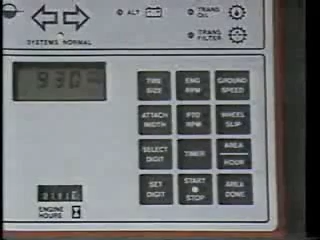 ALT
TRANS OIL
TRANS FILTER
SYSTEMS NORMAL
930
TIRE SIZE
ENG RPM
GROUND SPEED
ATTACH WIDTH
PTO RPM
WHEEL SLIP
SELECT DIGIT
TIMER
AREA HOUR
SET DIGIT
START STOP
AREA DONE
ENGINE HOURS